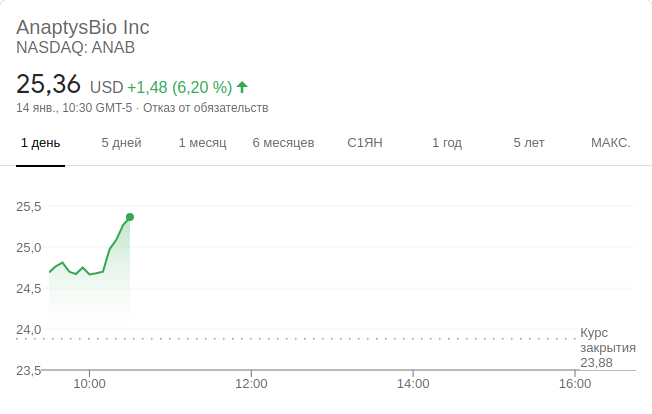 AnaptysBio Inc
NASDAQ: ANAB
25,36 USD +1,48 (6,20 %)
14 янв., 10:30 GMT-5 · Отказ от обязательств
1 день 5 дней 1 месяц 6 месяцев С1ЯН 1 год 5 лет МАКС.
25,5
25,0
24,5
24,0
Курс
закрытия
23,88
23,5
10:00 12:00 14:00 16:00